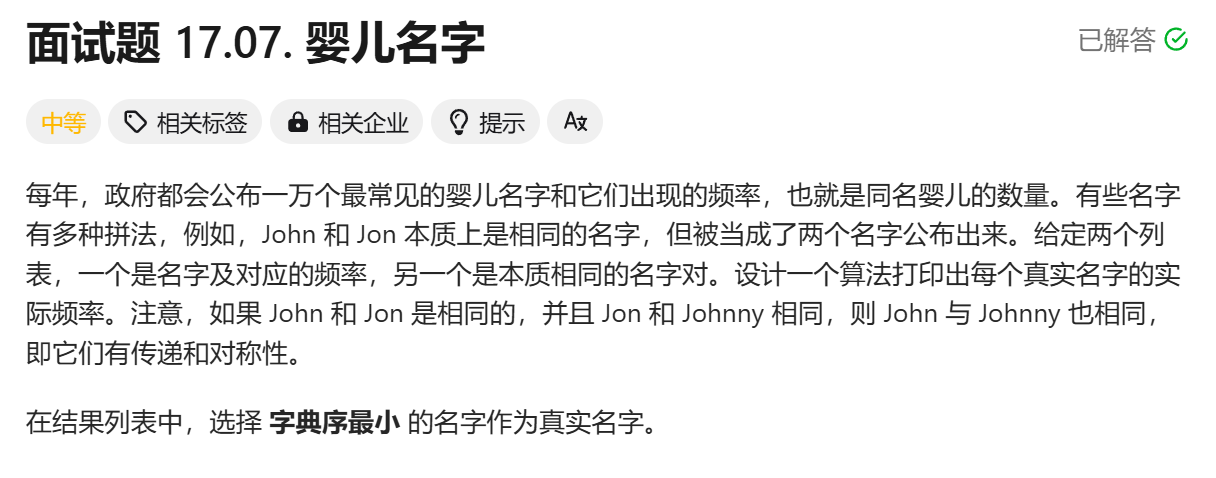 面试题 17.07. 婴儿名字
已解答
中等
相关标签
相关企业
提示
每年，政府都会公布一万个最常见的婴儿名字和它们出现的频率，也就是同名婴儿的数量。有些名字
有多种拼法，例如，John 和 Jon 本质上是相同的名字，但被当成了两个名字公布出来。给定两个列
表，一个是名字及对应的频率，另一个是本质相同的名字对。设计一个算法打印出每个真实名字的实
际频率。注意，如果 John 和 Jon 是相同的，并且 Jon 和 Johnny 相同，则 John 与 Johnny 也相同，
即它们有传递和对称性。
在结果列表中，选择 字典序最小 的名字作为真实名字。